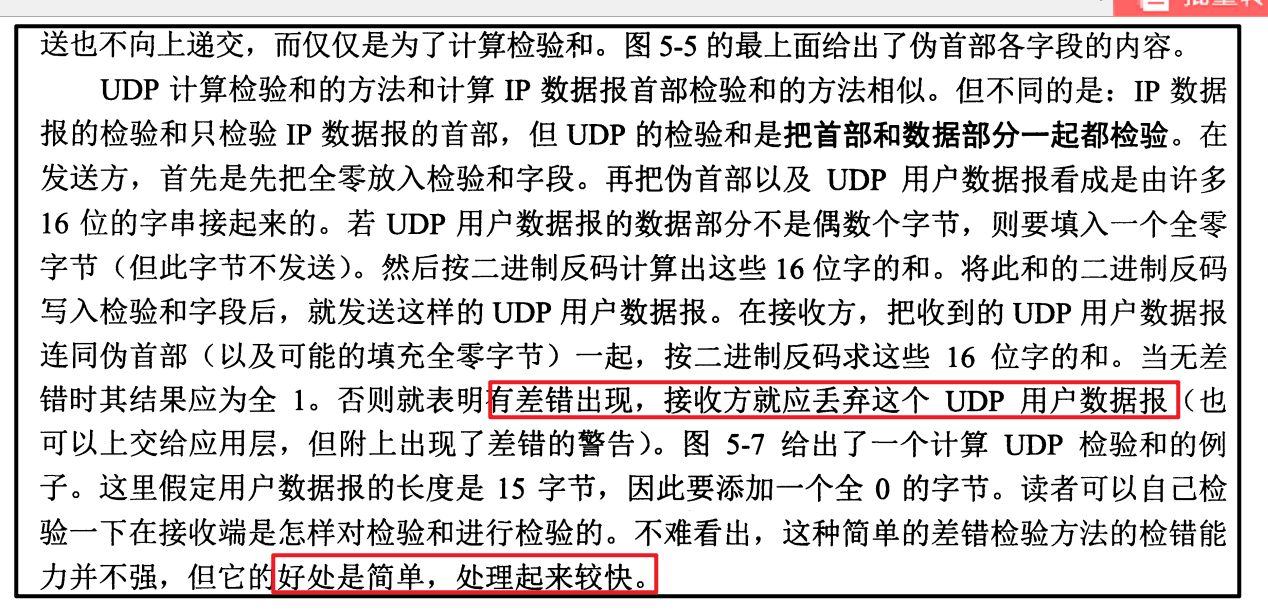 批量转
送也不向上递交，而仅仅是为了计算检验和。图 5-5 的最上面给出了伪首部各字段的内容。
UDP 计算检验和的方法和计算 IP 数据报首部检验和的方法相似。但不同的是：IP 数据
报的检验和只检验 IP 数据报的首部，但 UDP 的检验和是把首部和数据部分一起都检验。在
发送方，首先是先把全零放入检验和字段。再把伪首部以及 UDP 用户数据报看成是由许多
16 位的字串接起来的。若 UDP 用户数据报的数据部分不是偶数个字节，则要填入一个全零
字节（但此字节不发送）。然后按二进制反码计算出这些 16 位字的和。将此和的二进制反码
写入检验和字段后，就发送这样的 UDP 用户数据报。在接收方，把收到的 UDP 用户数据报
连同伪首部（以及可能的填充全零字节）一起，按二进制反码求这些 16 位字的和。当无差
错时其结果应为全 1。否则就表明有差错出现，接收方就应丢弃这个 UDP 用户数据报（也
可以上交给应用层，但附上出现了差错的警告）。图 5-7 给出了一个计算 UDP 检验和的例
子。这里假定用户数据报的长度是 15 字节，因此要添加一个全 0 的字节。读者可以自己检
验一下在接收端是怎样对检验和进行检验的。不难看出，这种简单的差错检验方法的检错能
力并不强，但它的好处是简单，处理起来较快。